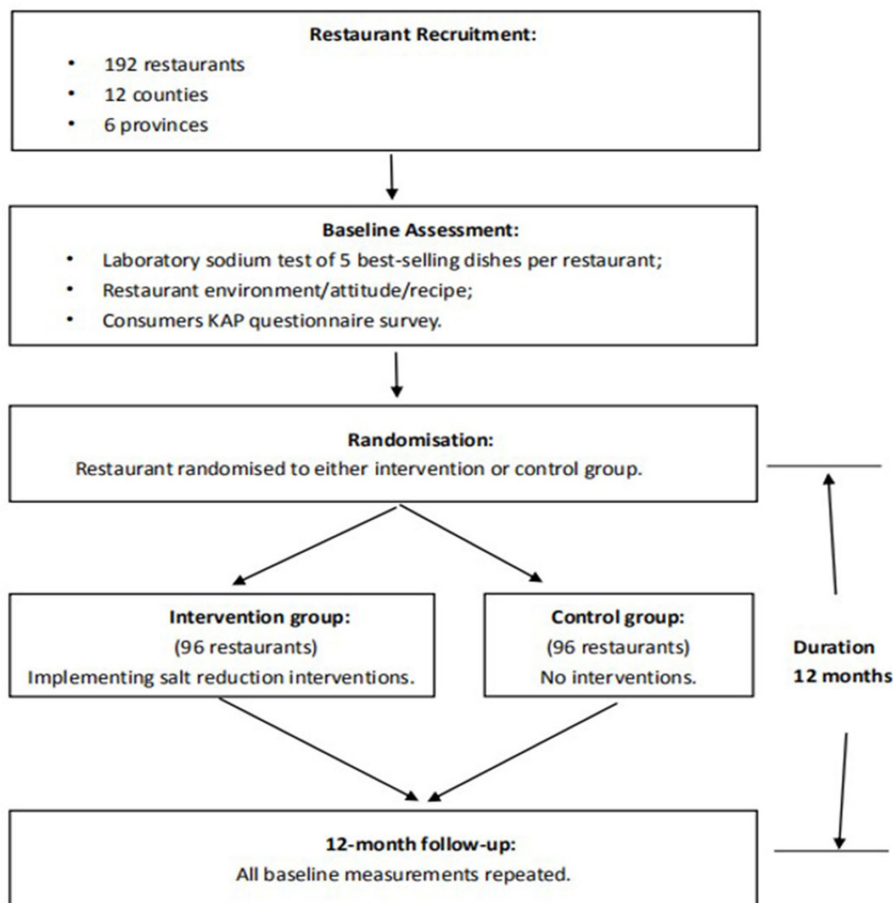 Restaurant Recruitment:
• 192 restaurants
• 12 counties
• 6 provinces
Baseline Assessment:
• Laboratory sodium test of 5 best-selling dishes per restaurant;
• Restaurant environment/attitude/recipe;
• Consumers KAP questionnaire survey.
Randomisation:
Restaurant randomised to either intervention or control group.
Intervention group:
(96 restaurants)
Implementing salt reduction interventions.
Control group:
(96 restaurants)
No interventions.
Duration
12 months
12-month follow-up:
All baseline measurements repeated.